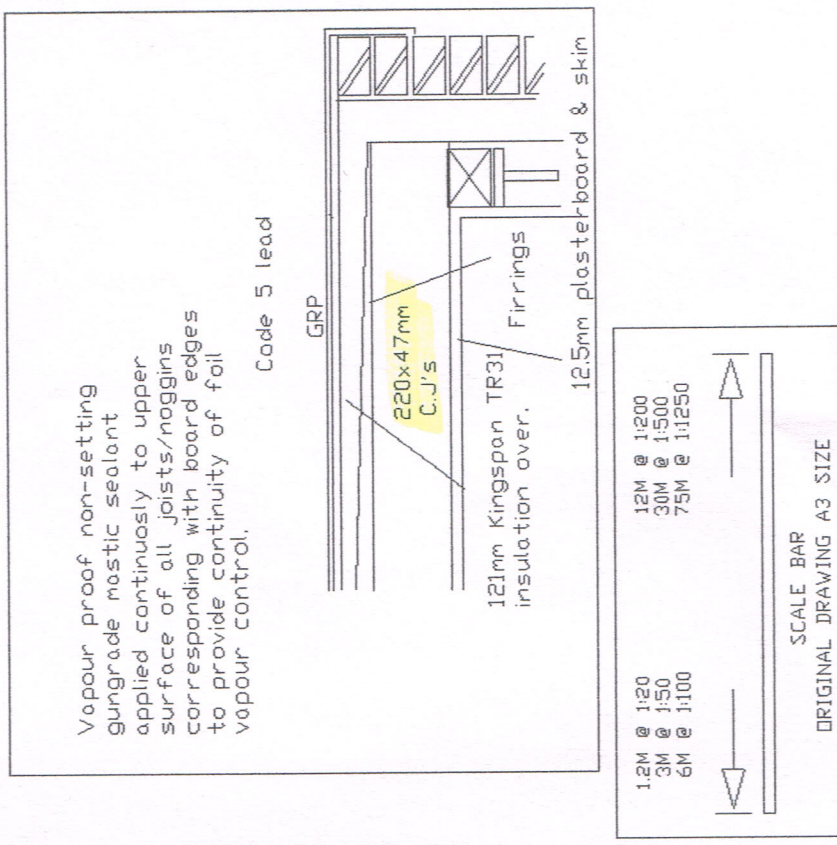 Vapour proof non-setting
gungrade mastic sealant
applied continuosly to upper
surface of all joists/noggins
corresponding with board edges
to provide continuity of foil
vapour control.
Code 5 lead
GRP
220x47mm
C.J's
121mm Kingspan TR31
insulation over.
Firrings
12.5mm plasterboard & skim
1.2M @ 1:20
3M @ 1:50
6M @ 1:100
12M @ 1:200
30M @ 1:500
75M @ 1:1250
SCALE BAR
ORIGINAL DRAWING A3 SIZE